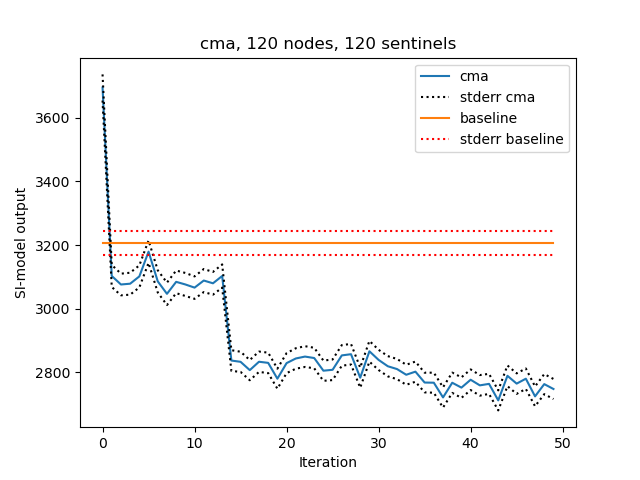 cma, 120 nodes, 120 sentinels
cma
stderr cma
baseline
stderr baseline
SI-model output
3600
3400
3200
3000
2800
0 10 20 30 40 50
Iteration